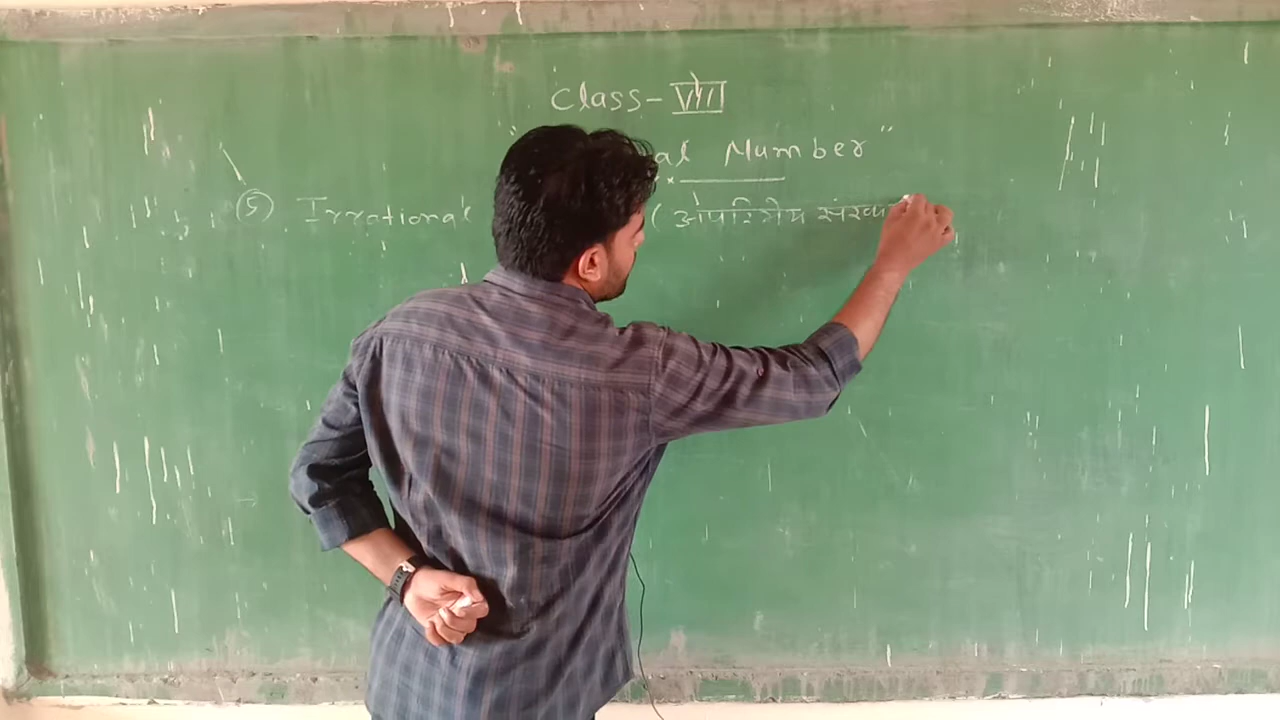 Class - VIII
" al Number "
(5) Irrational (अपरिमेय संख्या